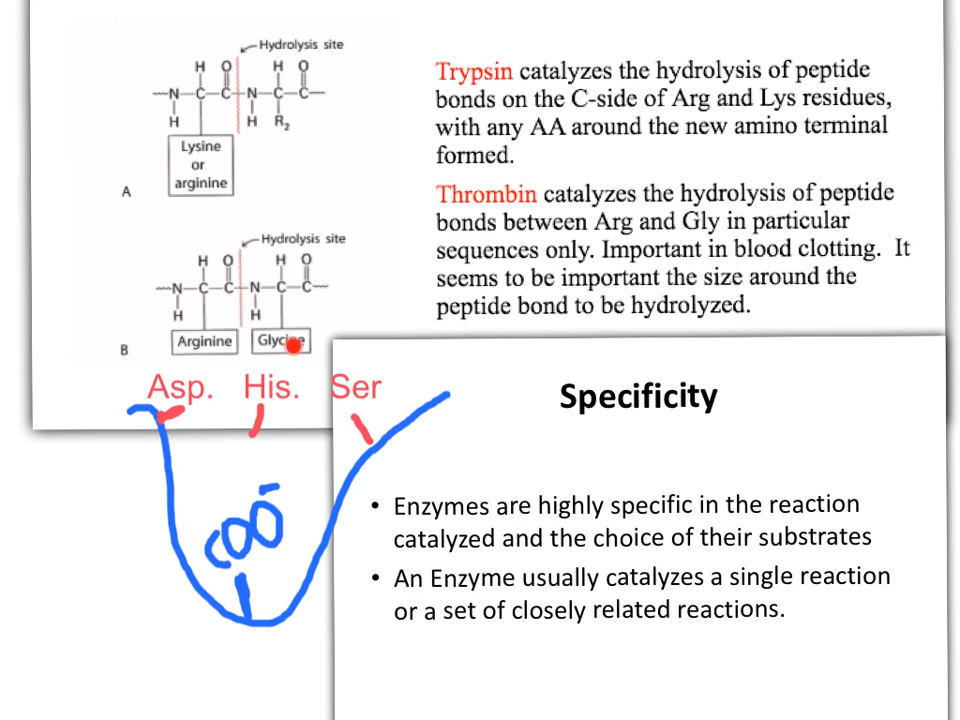 Hydrolysis site
H O H O
N C C N C C
H H R2
Lysine
or
arginine
A
Trypsin catalyzes the hydrolysis of peptide
bonds on the C-side of Arg and Lys residues,
with any AA around the new amino terminal
formed.
Thrombin catalyzes the hydrolysis of peptide
bonds between Arg and Gly in particular
sequences only. Important in blood clotting. It
seems to be important the size around the
peptide bond to be hydrolyzed.
Hydrolysis site
H O H O
N C C N C C
H H
Arginine Glycine
B
Asp. His. Ser
COO-
Specificity
• Enzymes are highly specific in the reaction
catalyzed and the choice of their substrates
• An Enzyme usually catalyzes a single reaction
or a set of closely related reactions.